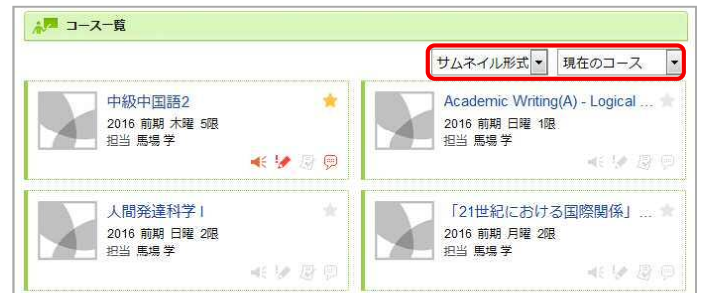 コース一覧
サムネイル形式 現在のコース
中級中国語2
2016 前期 木曜 5限
担当 馬場 学
Academic Writing(A) - Logical ...
2016 前期 日曜 1限
担当 馬場 学
人間発達科学 I
2016 前期 日曜 2限
担当 馬場 学
「21世紀における国際関係」 ...
2016 前期 月曜 2限
担当 馬場 学